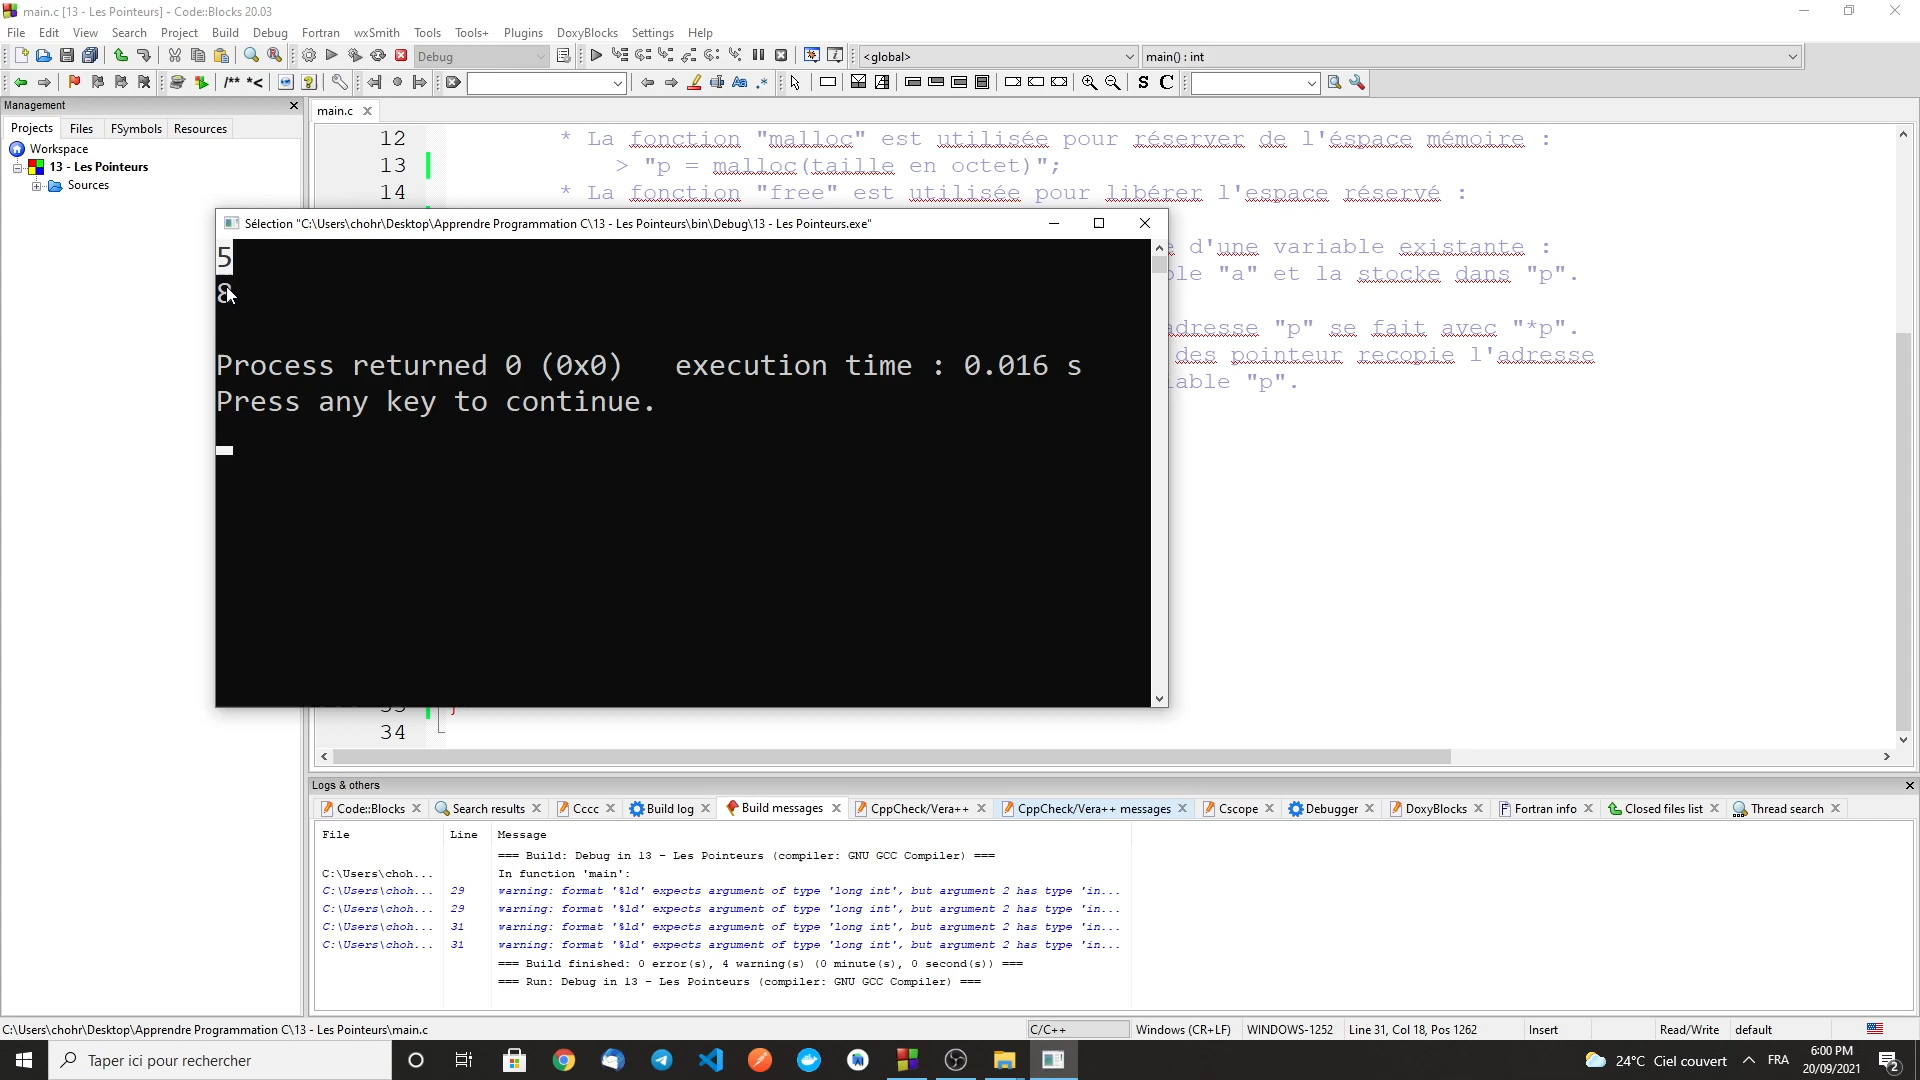 main.c [13 - Les Pointeurs] - Code::Blocks 20.03
File Edit View Search Project Build Debug Fortran wxSmith Tools Tools+ Plugins DoxyBlocks Settings Help
Debug <global> main() : int
/** *< Aa .* S C
Management
main.c
Projects Files FSymbols Resources
Workspace
13 - Les Pointeurs
Sources
12 * La fonction "malloc" est utilisée pour réserver de l'éspace mémoire :
13 > "p = malloc(taille en octet)";
14 * La fonction "free" est utilisée pour libérer l'espace réservé :
Sélection "C:\Users\chohr\Desktop\Apprendre Programmation C\13 - Les Pointeurs\bin\Debug\13 - Les Pointeurs.exe"
d'une variable existante :
"a" et la stocke dans "p".
"p" se fait avec "*p".
des pointeur recopie l'adresse
"p".
5
8
Process returned 0 (0x0) execution time : 0.016 s
Press any key to continue.
34
Logs & others
Code::Blocks Search results Cccc Build log Build messages CppCheck/Vera++ CppCheck/Vera++ messages Cscope Debugger DoxyBlocks Fortran info Closed files list Thread search
File Line Message
=== Build: Debug in 13 - Les Pointeurs (compiler: GNU GCC Compiler) ===
C:\Users\choh... In function 'main':
C:\Users\choh... 29 warning: format '%ld' expects argument of type 'long int', but argument 2 has type 'in...
C:\Users\choh... 29 warning: format '%ld' expects argument of type 'long int', but argument 2 has type 'in...
C:\Users\choh... 31 warning: format '%ld' expects argument of type 'long int', but argument 2 has type 'in...
C:\Users\choh... 31 warning: format '%ld' expects argument of type 'long int', but argument 2 has type 'in...
=== Build finished: 0 error(s), 4 warning(s) (0 minute(s), 0 second(s)) ===
=== Run: Debug in 13 - Les Pointeurs (compiler: GNU GCC Compiler) ===
C:\Users\chohr\Desktop\Apprendre Programmation C\13 - Les Pointeurs\main.c C/C++ Windows (CR+LF) WINDOWS-1252 Line 31, Col 18, Pos 1262 Insert Read/Write default
Taper ici pour rechercher 24°C Ciel couvert FRA 6:00 PM
20/09/2021 2